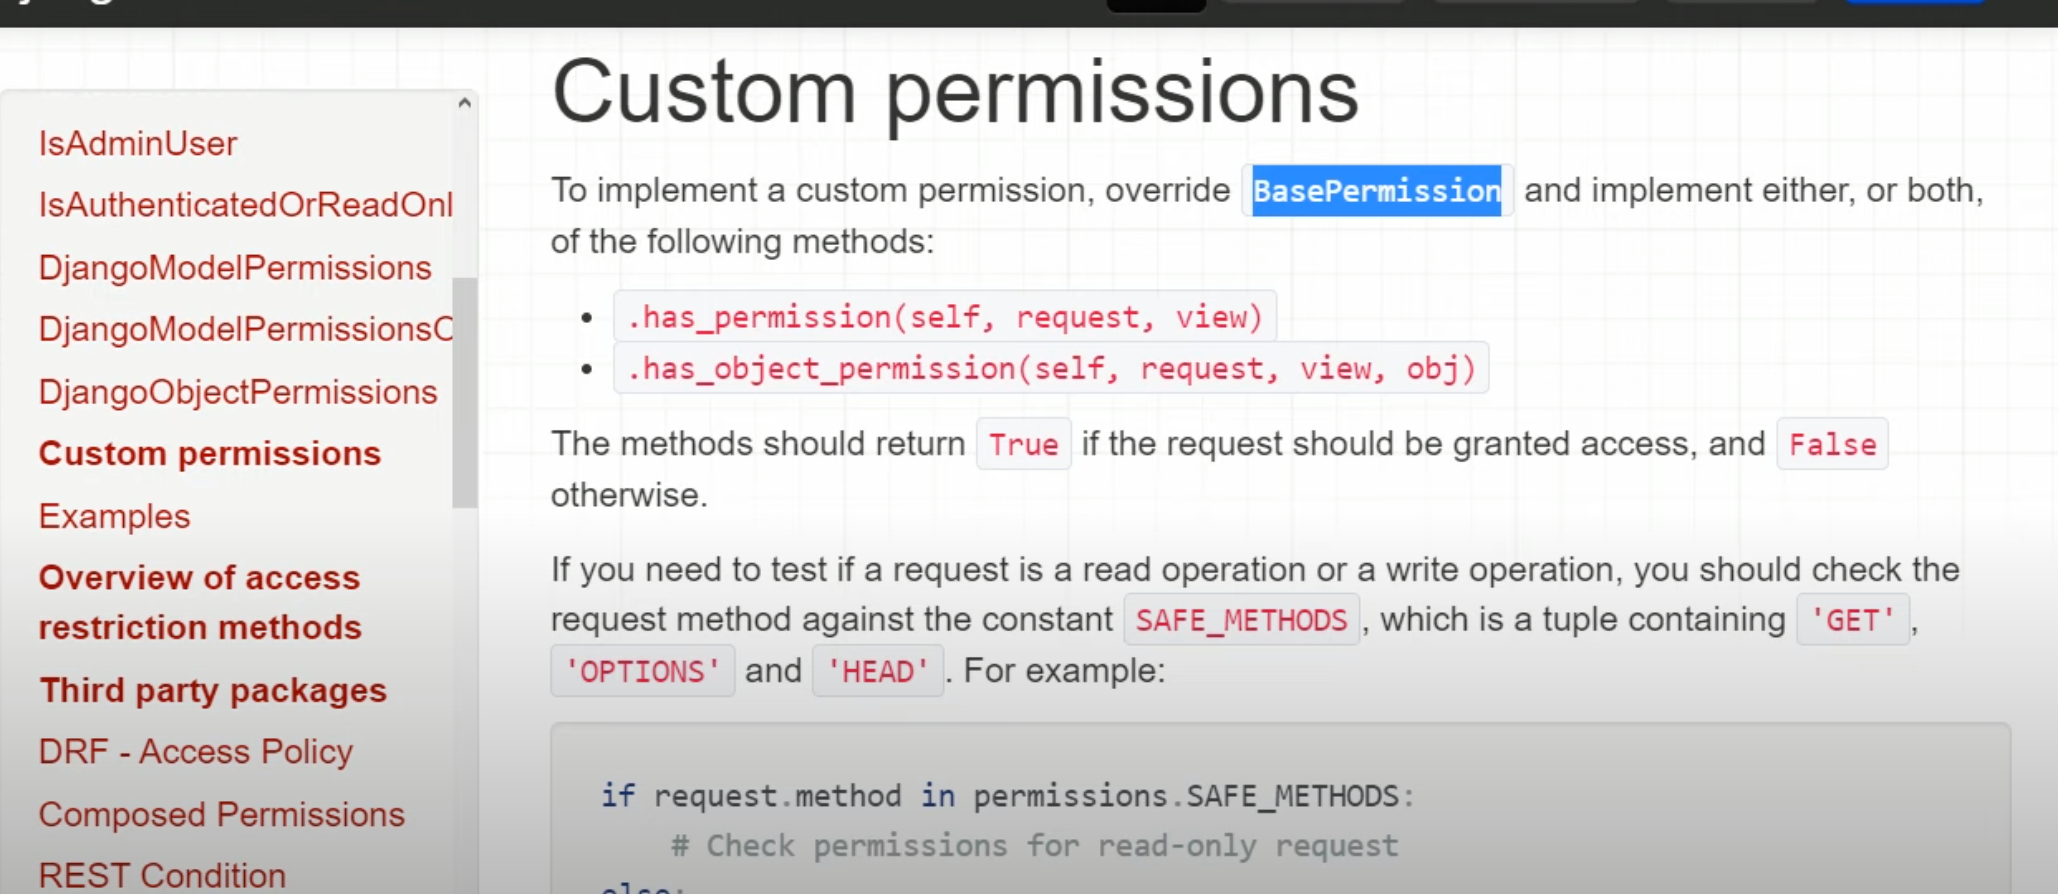 IsAdminUser
IsAuthenticatedOrReadOnl
DjangoModelPermissions
DjangoModelPermissionsO
DjangoObjectPermissions
Custom permissions
Examples
Overview of access
restriction methods
Third party packages
DRF - Access Policy
Composed Permissions
REST Condition
Custom permissions
To implement a custom permission, override BasePermission and implement either, or both,
of the following methods:
• .has_permission(self, request, view)
• .has_object_permission(self, request, view, obj)
The methods should return True if the request should be granted access, and False
otherwise.
If you need to test if a request is a read operation or a write operation, you should check the
request method against the constant SAFE_METHODS, which is a tuple containing 'GET',
'OPTIONS' and 'HEAD'. For example:
if request.method in permissions.SAFE_METHODS:
# Check permissions for read-only request
else: